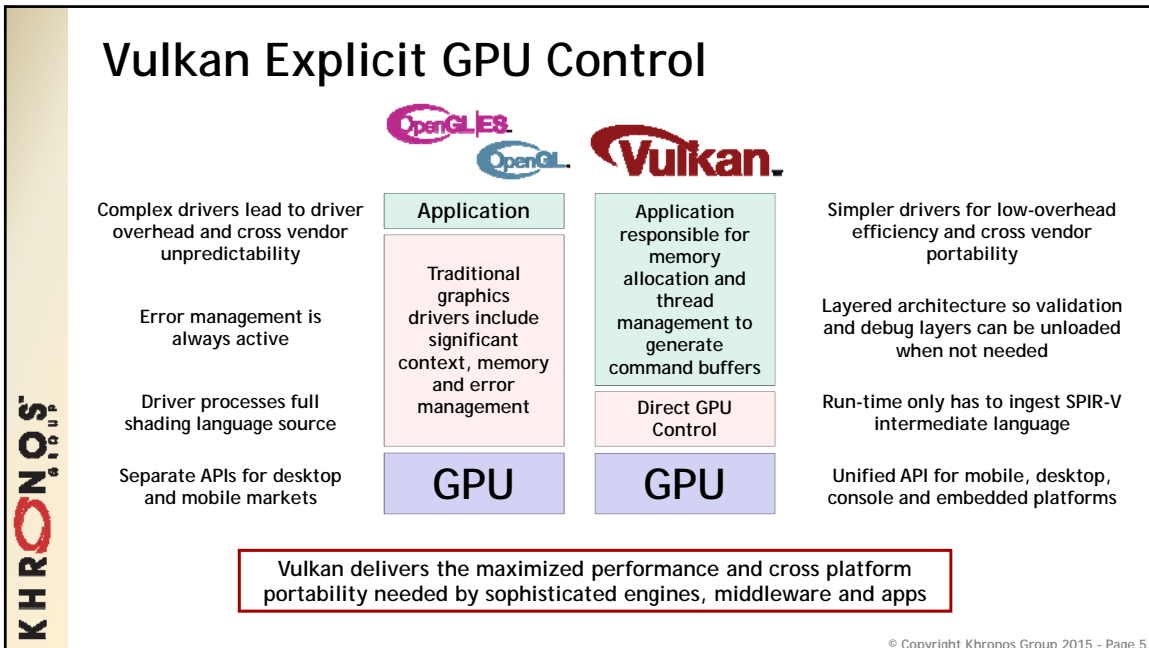 Vulkan Explicit GPU Control
OpenGL|ES™
OpenGL™
Vulkan™
Complex drivers lead to driver
overhead and cross vendor
unpredictability
Error management is
always active
Driver processes full
shading language source
Separate APIs for desktop
and mobile markets
Application
Traditional
graphics
drivers include
significant
context, memory
and error
management
GPU
Application
responsible for
memory
allocation and
thread
management to
generate
command buffers
Direct GPU
Control
GPU
Simpler drivers for low-overhead
efficiency and cross vendor
portability
Layered architecture so validation
and debug layers can be unloaded
when not needed
Run-time only has to ingest SPIR-V
intermediate language
Unified API for mobile, desktop,
console and embedded platforms
Vulkan delivers the maximized performance and cross platform
portability needed by sophisticated engines, middleware and apps
KHRONOS™
GROUP
© Copyright Khronos Group 2015 - Page 5